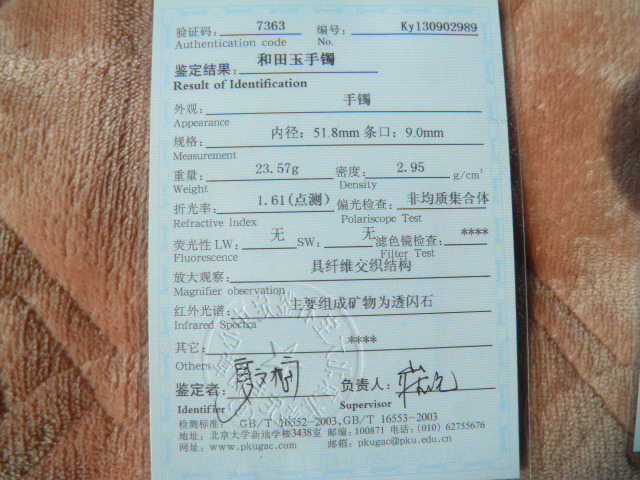 验证码: 7363 编号: Ky130902989
Authentication code No.
鉴定结果: 和田玉手镯
Result of Identification
外观: 手镯
Appearance
规格: 内径: 51.8mm 条口: 9.0mm
Measurement
重量: 23.57g 密度: 2.95 g/cm³
Weight Density
折光率: 1.61(点测) 偏光检查: 非均质集合体
Refractive Index Polariscope Test
荧光性 LW: 无 SW: 无 滤色镜检查: ****
Fluorescence Filter Test
放大观察: 具纤维交织结构
Magnifier observation
红外光谱: 主要组成矿物为透闪石
Infrared Spectra
其它: ****
Others
鉴定者: 负责人:
Identifier Supervisor
检测标准: GB/T 16552-2003,GB/T 16553-2003
地址: 北京大学新地学楼3438室 邮编: 100871 电话: (010) 62755676
网址: www.pkugac.com 邮箱: pkugac@pku.edu.cn